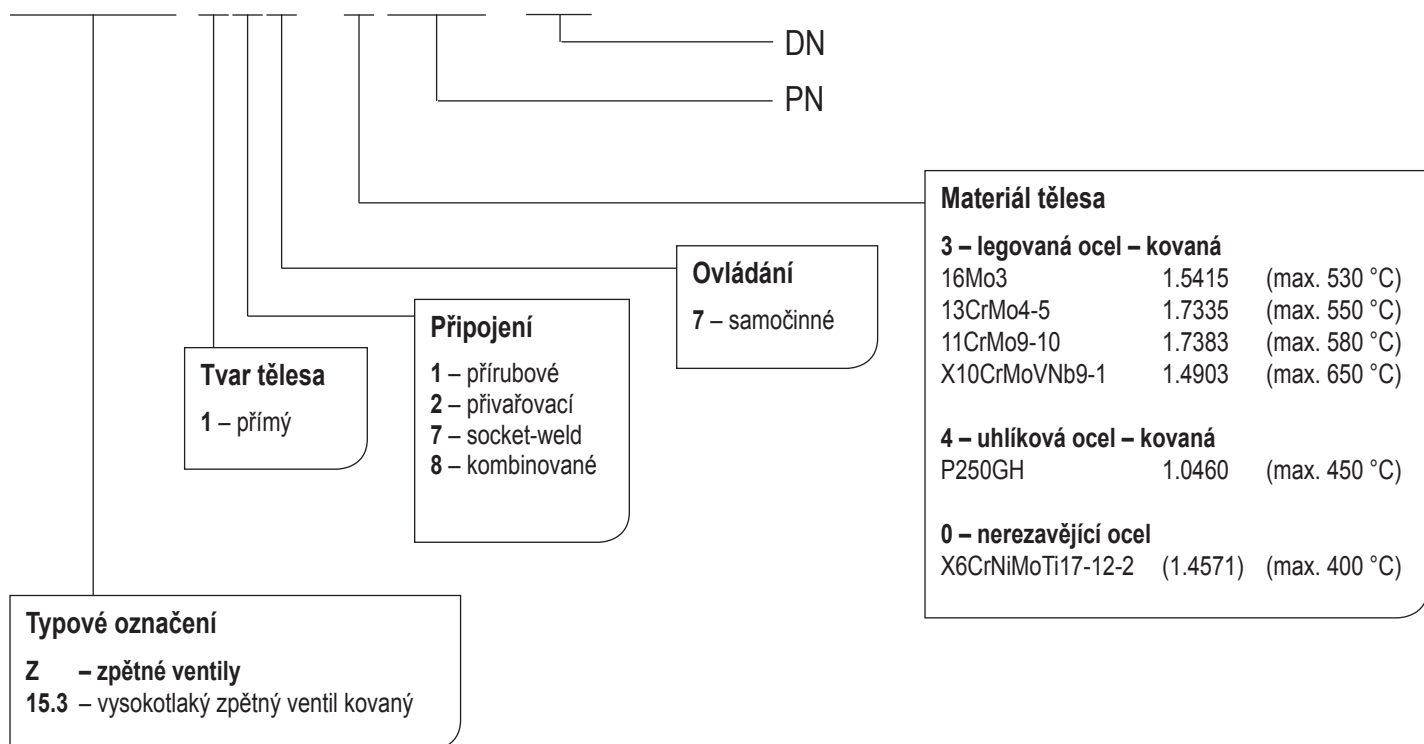 DN
PN
Materiál tělesa
3 – legovaná ocel – kovaná
16Mo3 1.5415 (max. 530 °C)
13CrMo4-5 1.7335 (max. 550 °C)
11CrMo9-10 1.7383 (max. 580 °C)
X10CrMoVNb9-1 1.4903 (max. 650 °C)
4 – uhlíková ocel – kovaná
P250GH 1.0460 (max. 450 °C)
0 – nerezavějící ocel
X6CrNiMoTi17-12-2 (1.4571) (max. 400 °C)
Ovládání
7 – samočinné
Připojení
1 – přírubové
2 – přivařovací
7 – socket-weld
8 – kombinované
Tvar tělesa
1 – přímý
Typové označení
Z – zpětné ventily
15.3 – vysokotlaký zpětný ventil kovaný